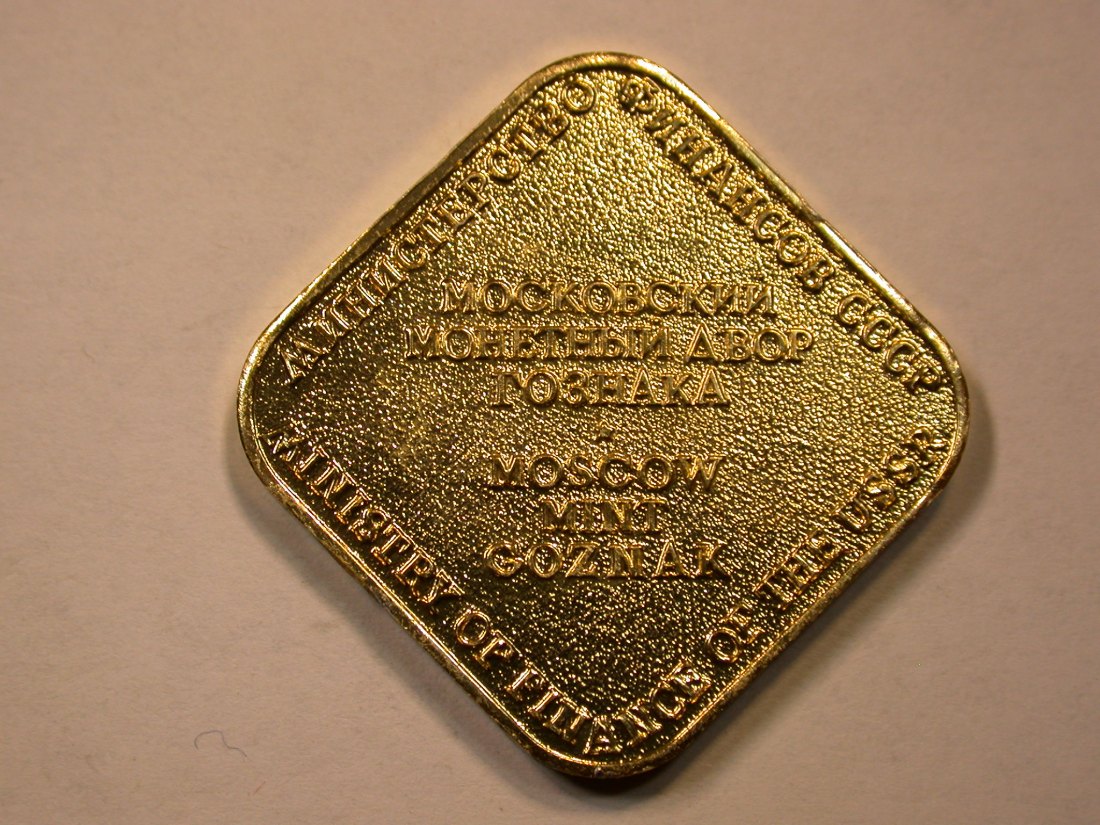 МИНИСТЕРСТВО ФИНАНСОВ СССР
МОСКОВСКИЙ
МОНЕТНЫЙ ДВОР
ГОЗНАКА
MOSCOW
MINT
GOZNAK
MINISTRY OF FINANCE OF THE USSR